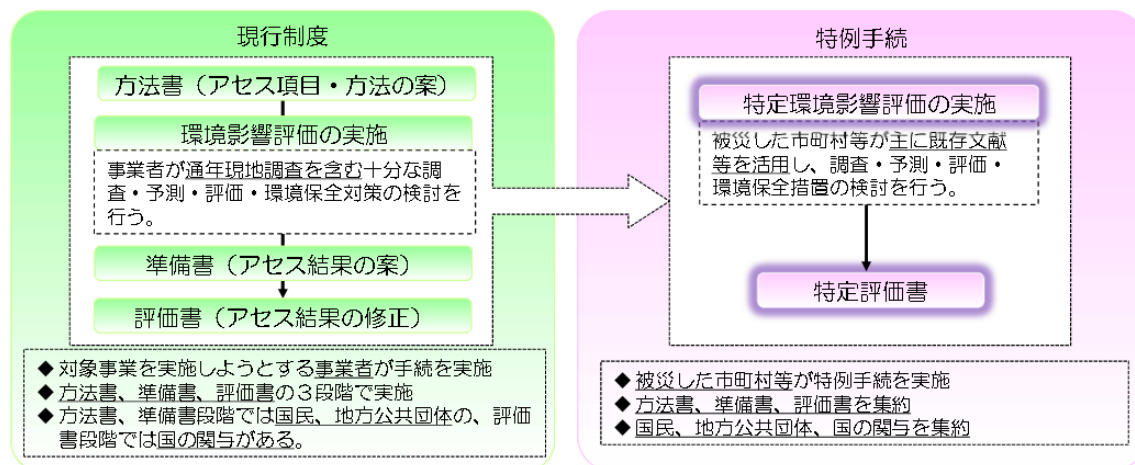 現行制度
方法書（アセス項目・方法の案）
環境影響評価の実施
事業者が通年現地調査を含む十分な調
査・予測・評価・環境保全対策の検討を
行う。
準備書（アセス結果の案）
評価書（アセス結果の修正）
◆対象事業を実施しようとする事業者が手続を実施
◆方法書、準備書、評価書の３段階で実施
◆方法書、準備書段階では国民、地方公共団体の、評価
書段階では国の関与がある。
特例手続
特定環境影響評価の実施
被災した市町村等が主に既存文献
等を活用し、調査・予測・評価・
環境保全措置の検討を行う。
特定評価書
◆被災した市町村等が特例手続を実施
◆方法書、準備書、評価書を集約
◆国民、地方公共団体、国の関与を集約